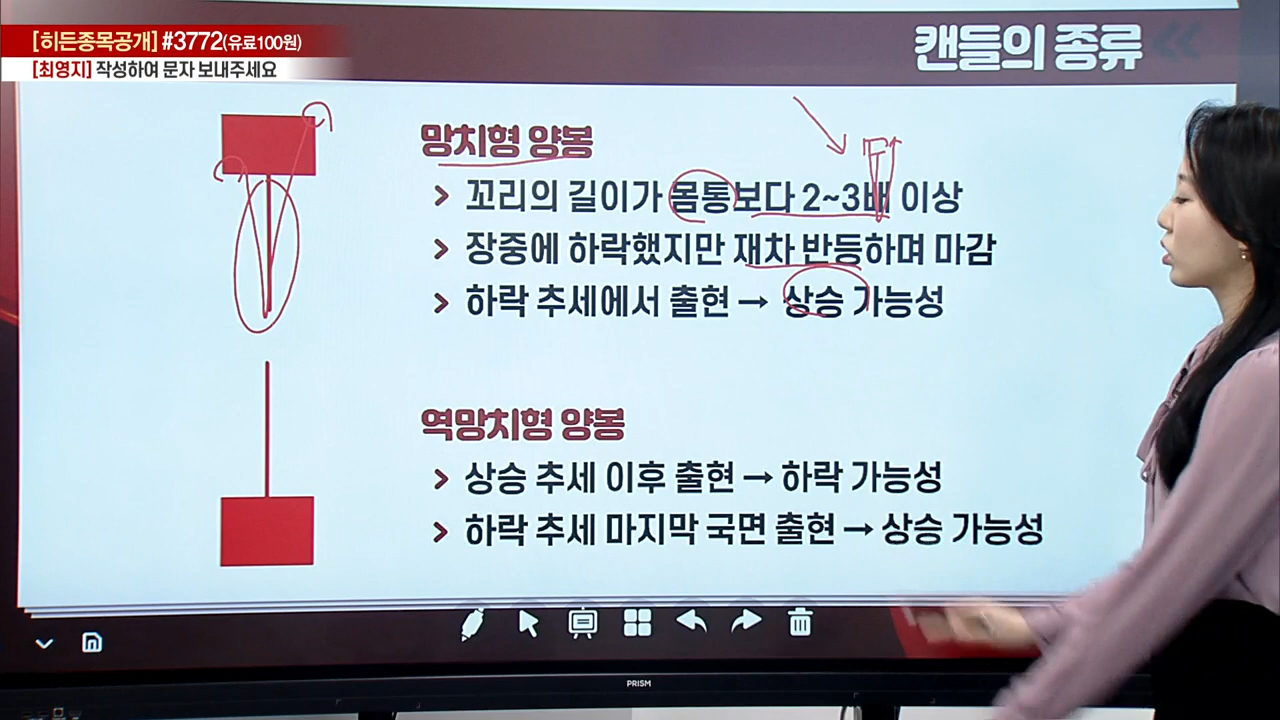 [히든종목공개] #3772(유료100원)
[최영지] 작성하여 문자 보내주세요
캔들의 종류
망치형 양봉
> 꼬리의 길이가 몸통보다 2~3배 이상
> 장중에 하락했지만 재차 반등하며 마감
> 하락 추세에서 출현 → 상승 가능성
역망치형 양봉
> 상승 추세 이후 출현 → 하락 가능성
> 하락 추세 마지막 국면 출현 → 상승 가능성
PRISM